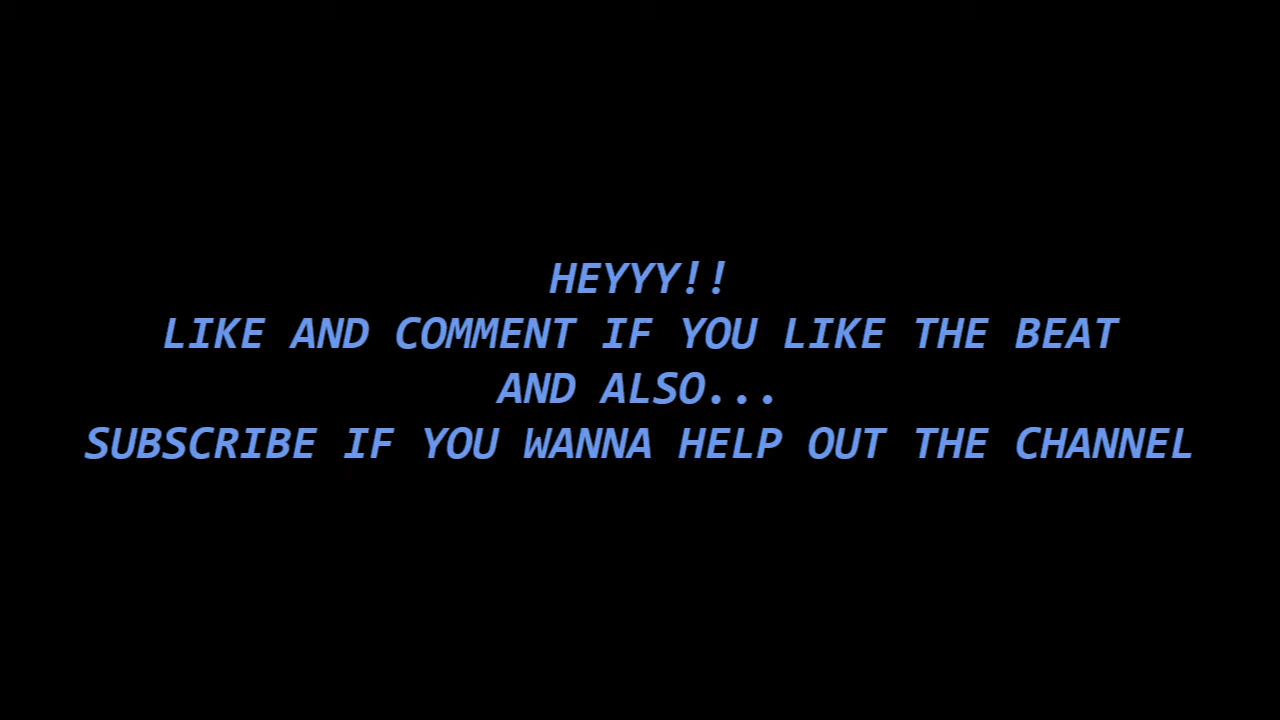 HEYYY!!
LIKE AND COMMENT IF YOU LIKE THE BEAT
AND ALSO...
SUBSCRIBE IF YOU WANNA HELP OUT THE CHANNEL